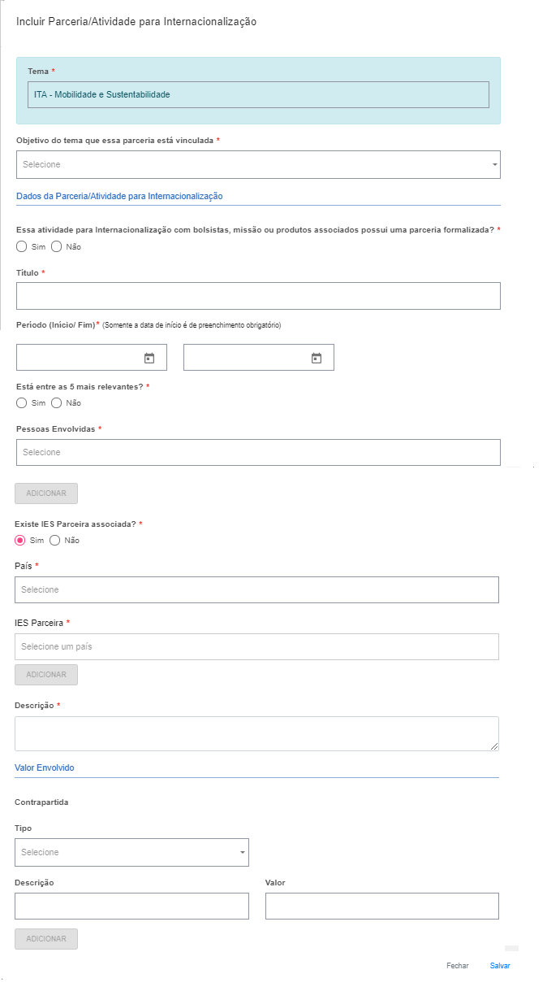 Incluir Parceria/Atividade para Internacionalização
Tema *
ITA - Mobilidade e Sustentabilidade
Objetivo do tema que essa parceria está vinculada *
Selecione
Dados da Parceria/Atividade para Internacionalização
Essa atividade para Internacionalização com bolsistas, missão ou produtos associados possui uma parceria formalizada? *
Sim Não
Título *
Período (Início/ Fim)* (Somente a data de início é de preenchimento obrigatório)
Está entre as 5 mais relevantes? *
Sim Não
Pessoas Envolvidas *
Selecione
ADICIONAR
Existe IES Parceira associada? *
Sim Não
País *
Selecione
IES Parceira *
Selecione um país
ADICIONAR
Descrição *
Valor Envolvido
Contrapartida
Tipo
Selecione
Descrição Valor
ADICIONAR
Fechar Salvar